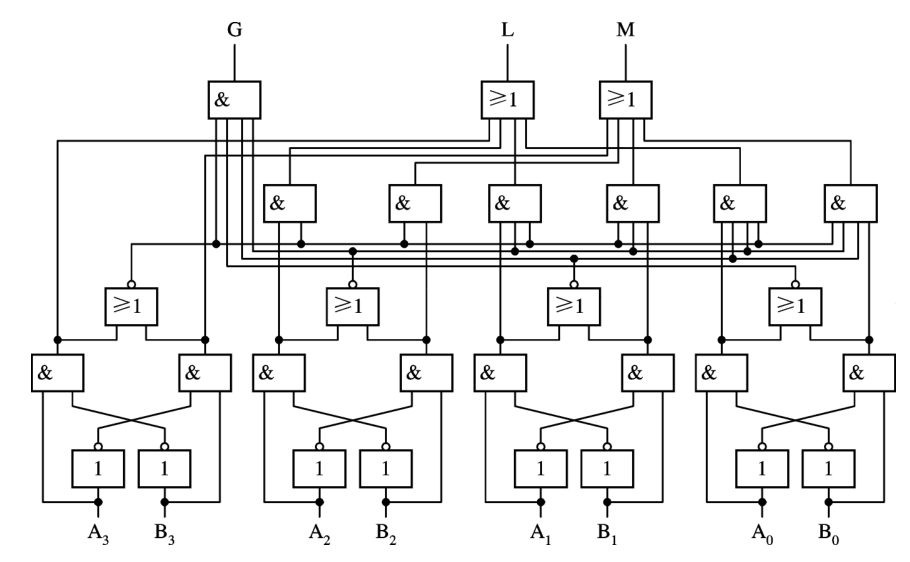 G L M
& ≥1 ≥1
& & & & & &
≥1 ≥1 ≥1 ≥1
& & & & & & & &
1 1 1 1 1 1 1 1
A₃ B₃ A₂ B₂ A₁ B₁ A₀ B₀